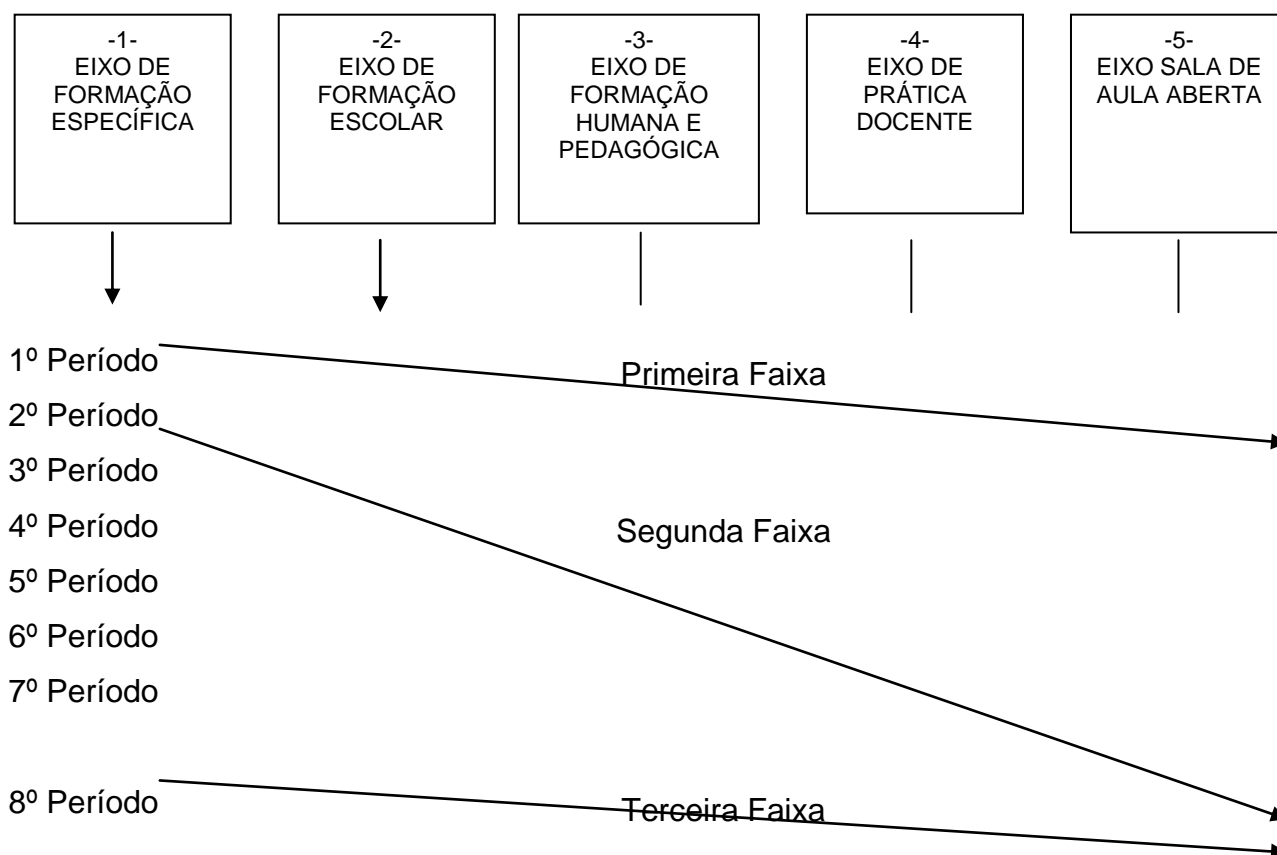 -1-
EIXO DE
FORMAÇÃO
ESPECÍFICA
-2-
EIXO DE
FORMAÇÃO
ESCOLAR
-3-
EIXO DE
FORMAÇÃO
HUMANA E
PEDAGÓGICA
-4-
EIXO DE
PRÁTICA
DOCENTE
-5-
EIXO SALA DE
AULA ABERTA
1º Período
Primeira Faixa
2º Período
3º Período
4º Período
Segunda Faixa
5º Período
6º Período
7º Período
8º Período
Terceira Faixa